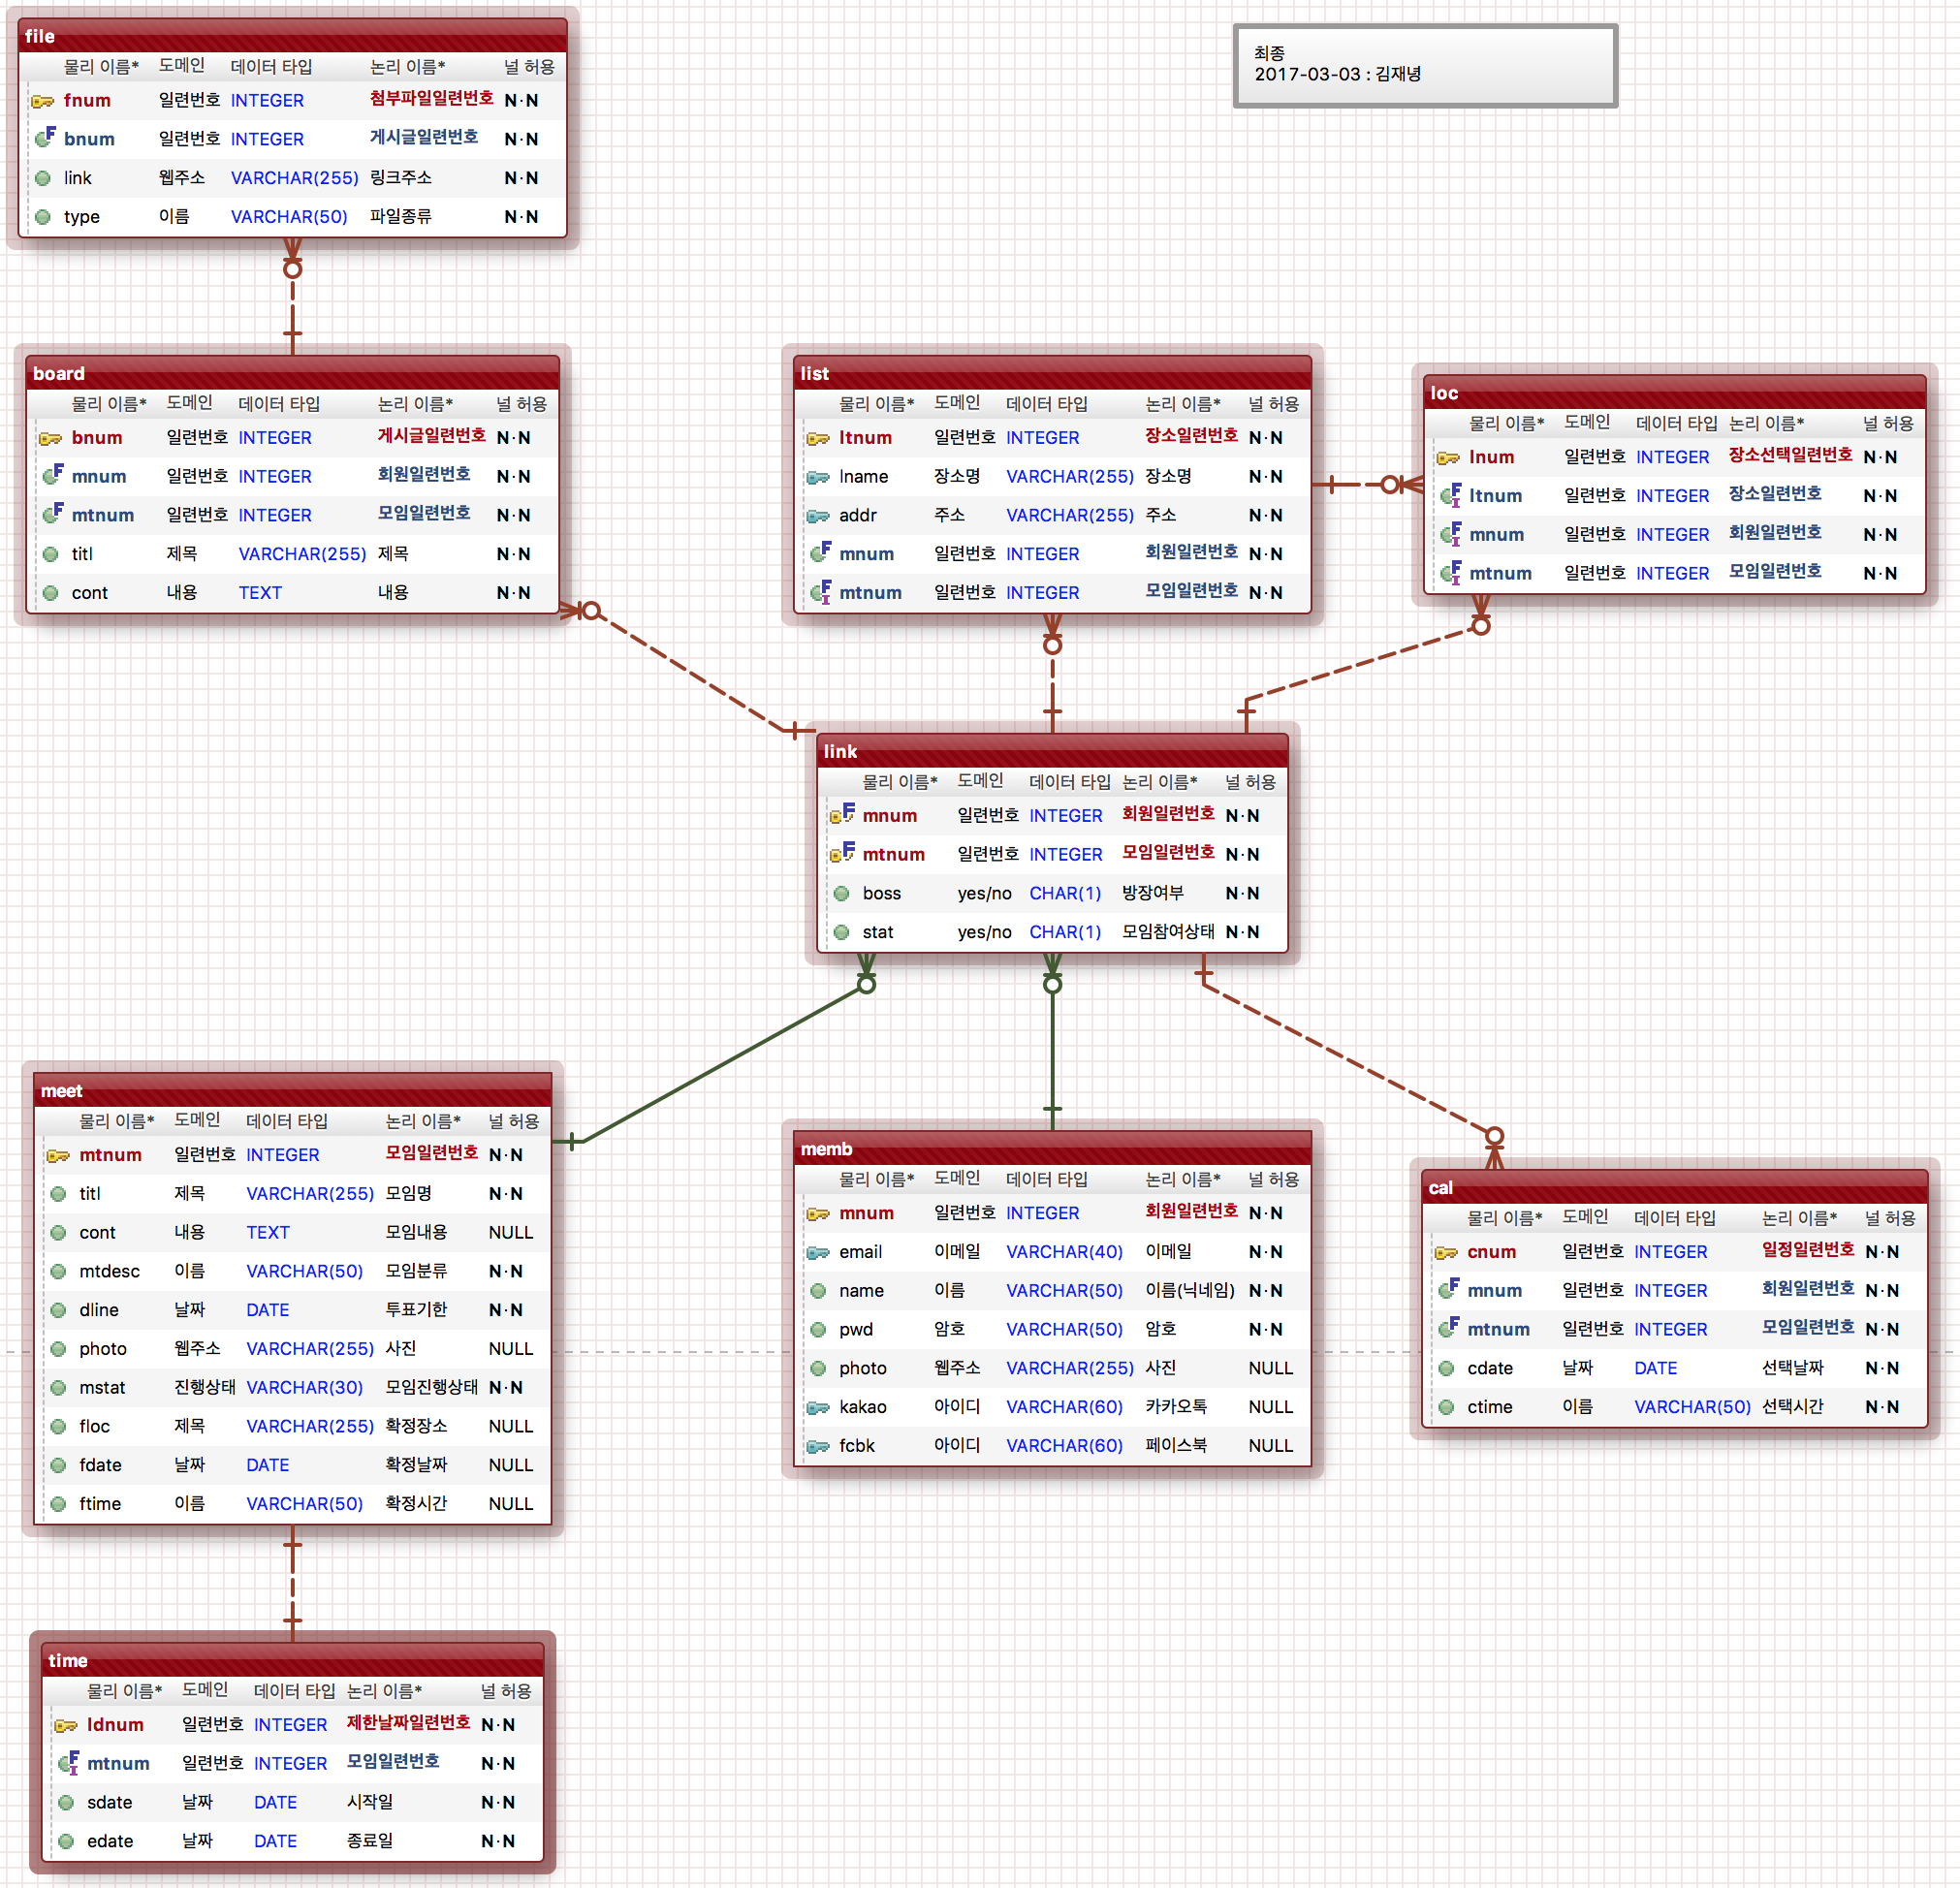 file
물리 이름* 도메인 데이터 타입 논리 이름* 널 허용
fnum 일련번호 INTEGER 첨부파일일련번호 N·N
bnum 일련번호 INTEGER 게시글일련번호 N·N
link 웹주소 VARCHAR(255) 링크주소 N·N
type 이름 VARCHAR(50) 파일종류 N·N
최종
2017-03-03 : 김재녕
board
물리 이름* 도메인 데이터 타입 논리 이름* 널 허용
bnum 일련번호 INTEGER 게시글일련번호 N·N
mnum 일련번호 INTEGER 회원일련번호 N·N
mtnum 일련번호 INTEGER 모임일련번호 N·N
titl 제목 VARCHAR(255) 제목 N·N
cont 내용 TEXT 내용 N·N
list
물리 이름* 도메인 데이터 타입 논리 이름* 널 허용
ltnum 일련번호 INTEGER 장소일련번호 N·N
lname 장소명 VARCHAR(255) 장소명 N·N
addr 주소 VARCHAR(255) 주소 N·N
mnum 일련번호 INTEGER 회원일련번호 N·N
mtnum 일련번호 INTEGER 모임일련번호 N·N
loc
물리 이름* 도메인 데이터 타입 논리 이름* 널 허용
lnum 일련번호 INTEGER 장소선택일련번호 N·N
ltnum 일련번호 INTEGER 장소일련번호 N·N
mnum 일련번호 INTEGER 회원일련번호 N·N
mtnum 일련번호 INTEGER 모임일련번호 N·N
link
물리 이름* 도메인 데이터 타입 논리 이름* 널 허용
mnum 일련번호 INTEGER 회원일련번호 N·N
mtnum 일련번호 INTEGER 모임일련번호 N·N
boss yes/no CHAR(1) 방장여부 N·N
stat yes/no CHAR(1) 모임참여상태 N·N
meet
물리 이름* 도메인 데이터 타입 논리 이름* 널 허용
mtnum 일련번호 INTEGER 모임일련번호 N·N
titl 제목 VARCHAR(255) 모임명 N·N
cont 내용 TEXT 모임내용 NULL
mtdesc 이름 VARCHAR(50) 모임분류 N·N
dline 날짜 DATE 투표기한 N·N
photo 웹주소 VARCHAR(255) 사진 NULL
mstat 진행상태 VARCHAR(30) 모임진행상태 N·N
floc 제목 VARCHAR(255) 확정장소 NULL
fdate 날짜 DATE 확정날짜 NULL
ftime 이름 VARCHAR(50) 확정시간 NULL
memb
물리 이름* 도메인 데이터 타입 논리 이름* 널 허용
mnum 일련번호 INTEGER 회원일련번호 N·N
email 이메일 VARCHAR(40) 이메일 N·N
name 이름 VARCHAR(50) 이름(닉네임) N·N
pwd 암호 VARCHAR(50) 암호 N·N
photo 웹주소 VARCHAR(255) 사진 NULL
kakao 아이디 VARCHAR(60) 카카오톡 NULL
fcbk 아이디 VARCHAR(60) 페이스북 NULL
cal
물리 이름* 도메인 데이터 타입 논리 이름* 널 허용
cnum 일련번호 INTEGER 일정일련번호 N·N
mnum 일련번호 INTEGER 회원일련번호 N·N
mtnum 일련번호 INTEGER 모임일련번호 N·N
cdate 날짜 DATE 선택날짜 N·N
ctime 이름 VARCHAR(50) 선택시간 N·N
time
물리 이름* 도메인 데이터 타입 논리 이름* 널 허용
ldnum 일련번호 INTEGER 제한날짜일련번호 N·N
mtnum 일련번호 INTEGER 모임일련번호 N·N
sdate 날짜 DATE 시작일 N·N
edate 날짜 DATE 종료일 N·N